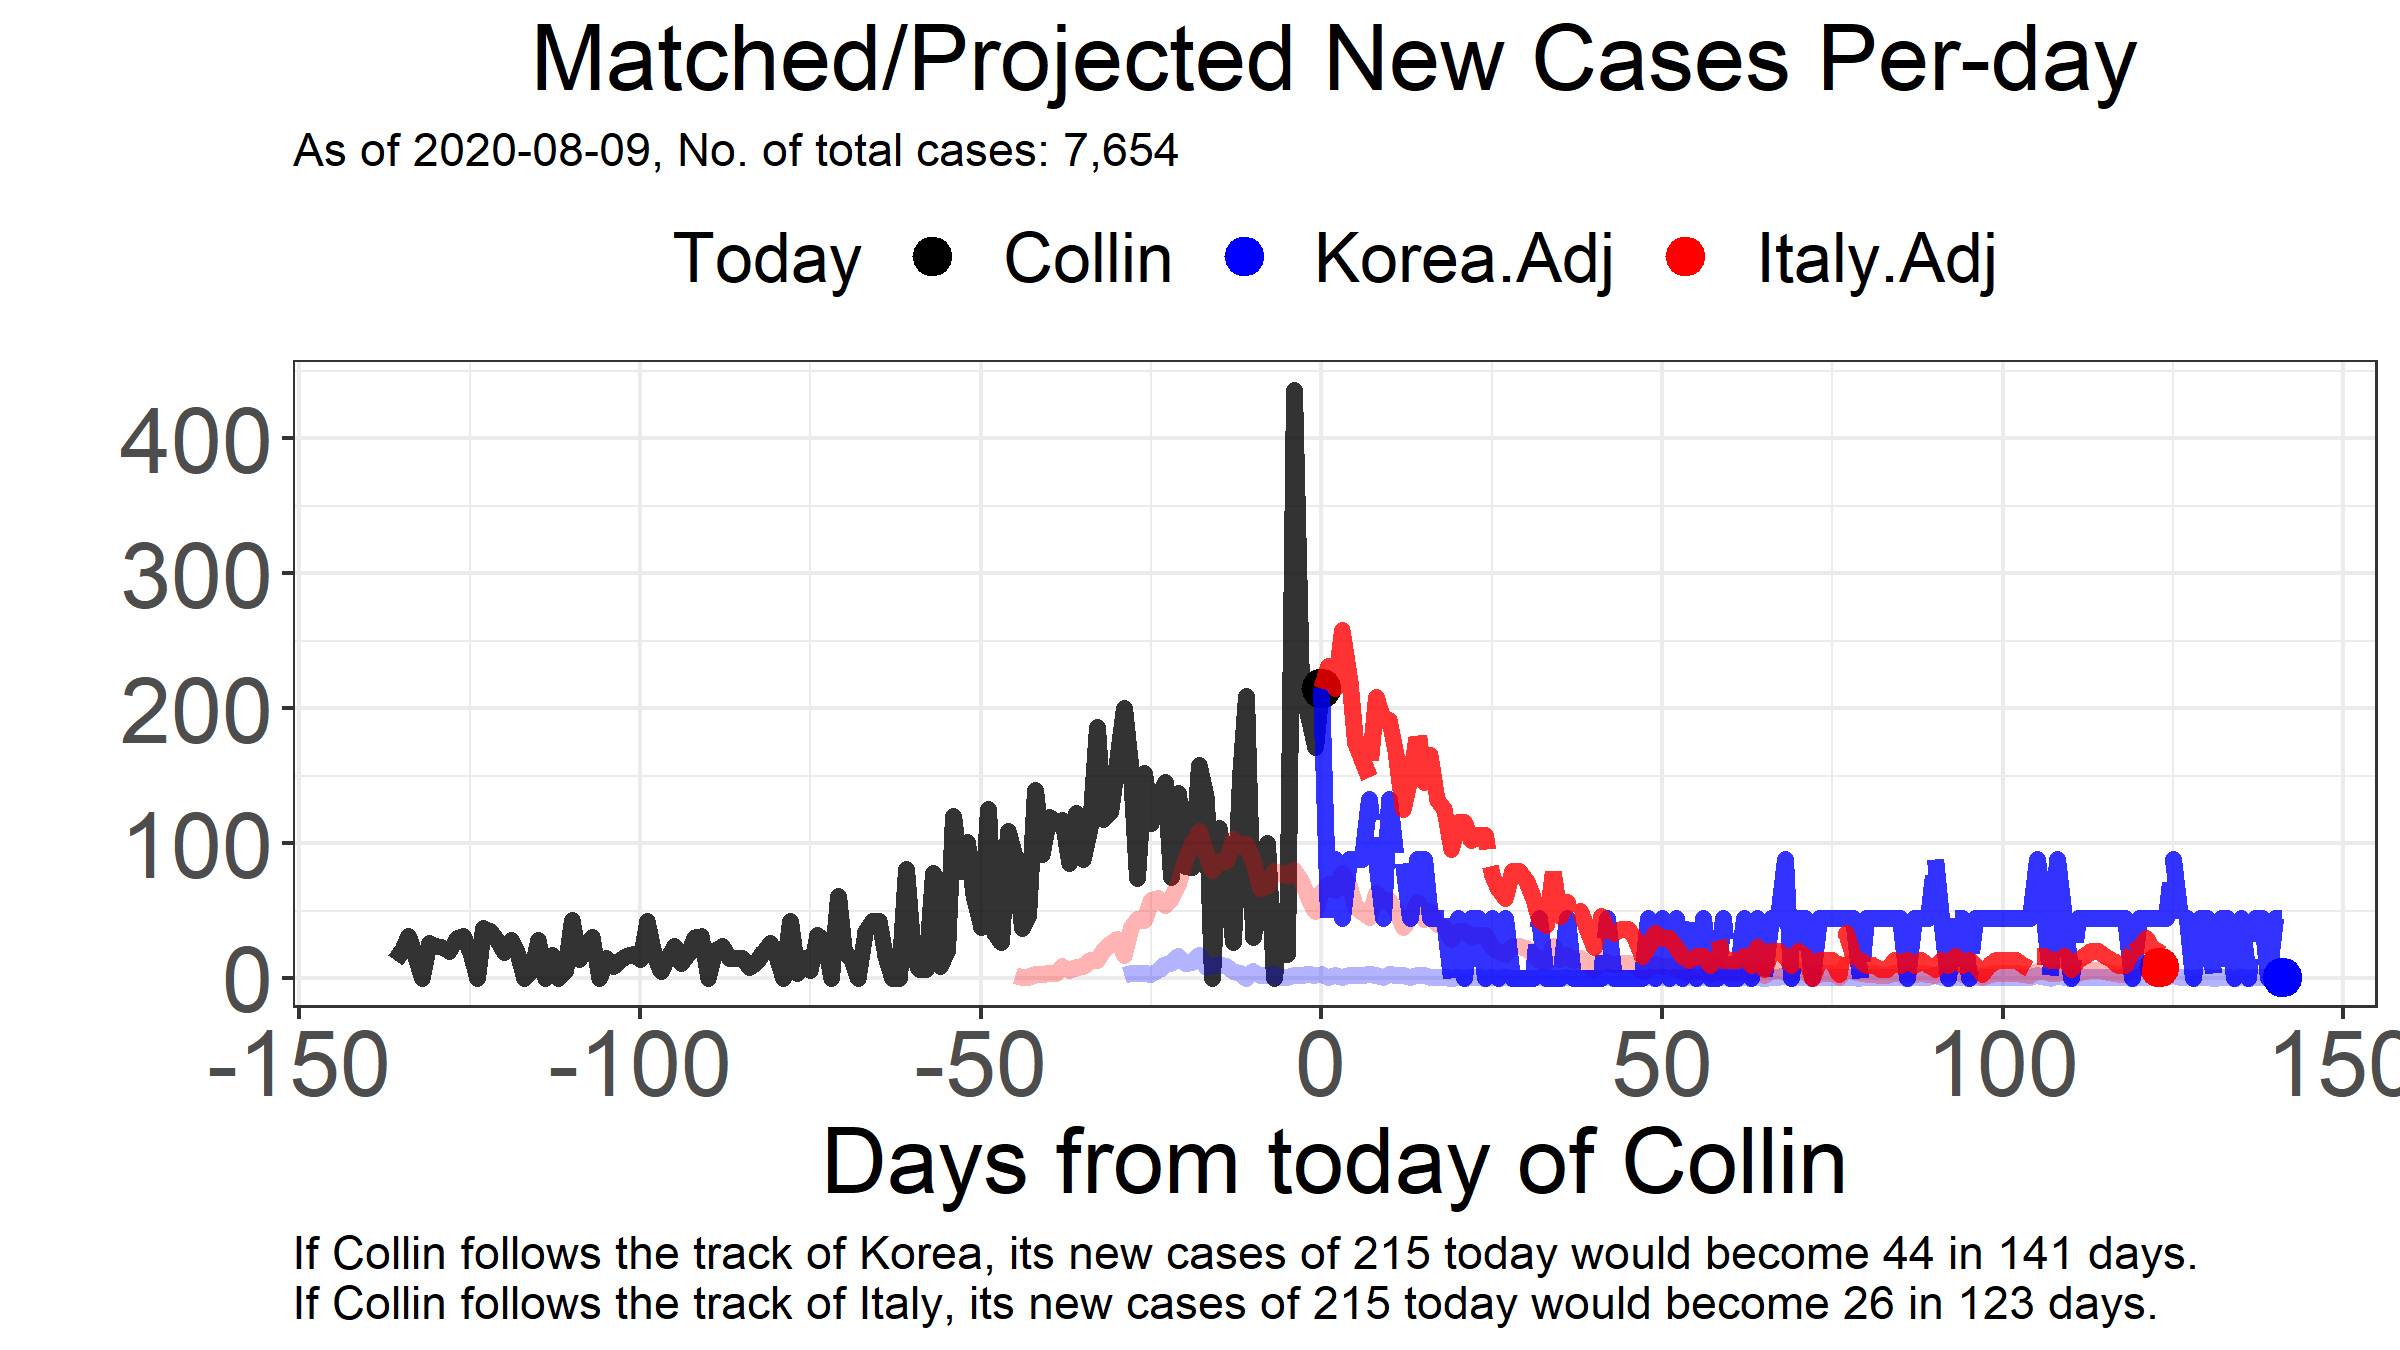 Matched/Projected New Cases Per-day
As of 2020-08-09, No. of total cases: 7,654
Today Collin Korea.Adj Italy.Adj
400
300
200
100
0
-150 -100 -50 0 50 100 150
Days from today of Collin
If Collin follows the track of Korea, its new cases of 215 today would become 44 in 141 days.
If Collin follows the track of Italy, its new cases of 215 today would become 26 in 123 days.